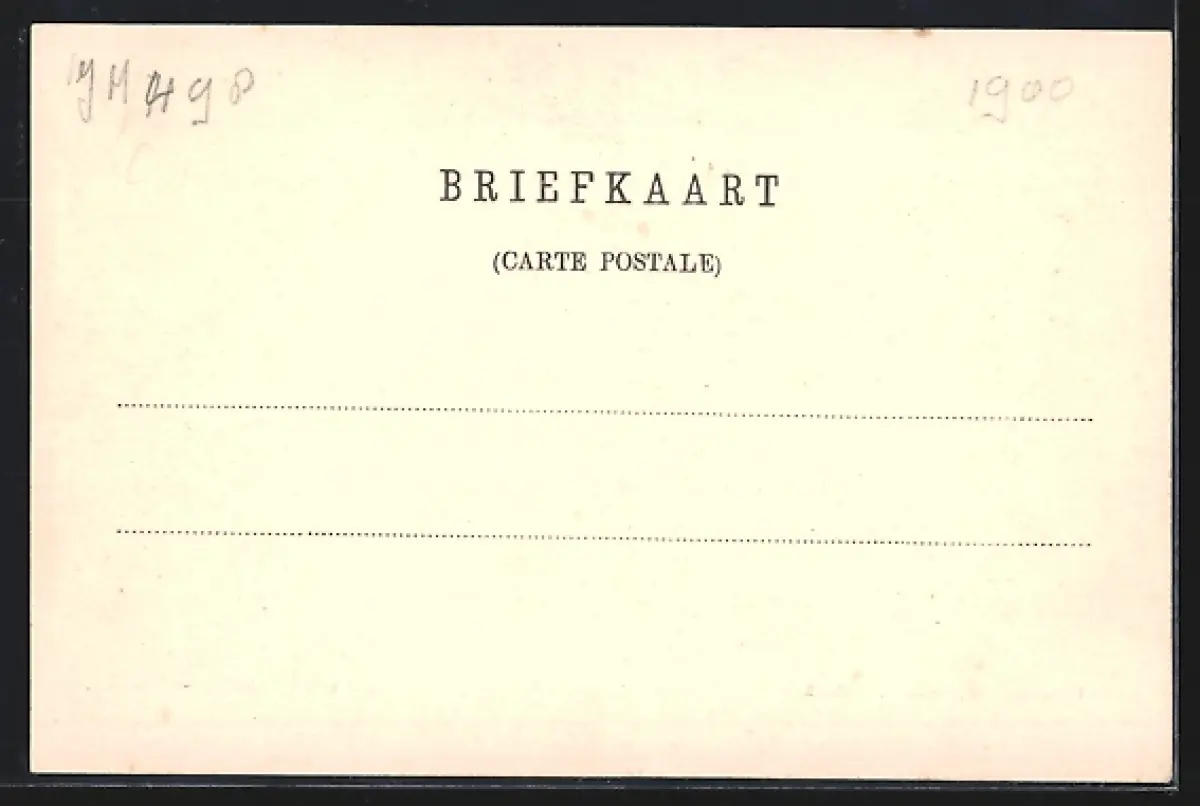 1900
BRIEFKAART
(CARTE POSTALE)